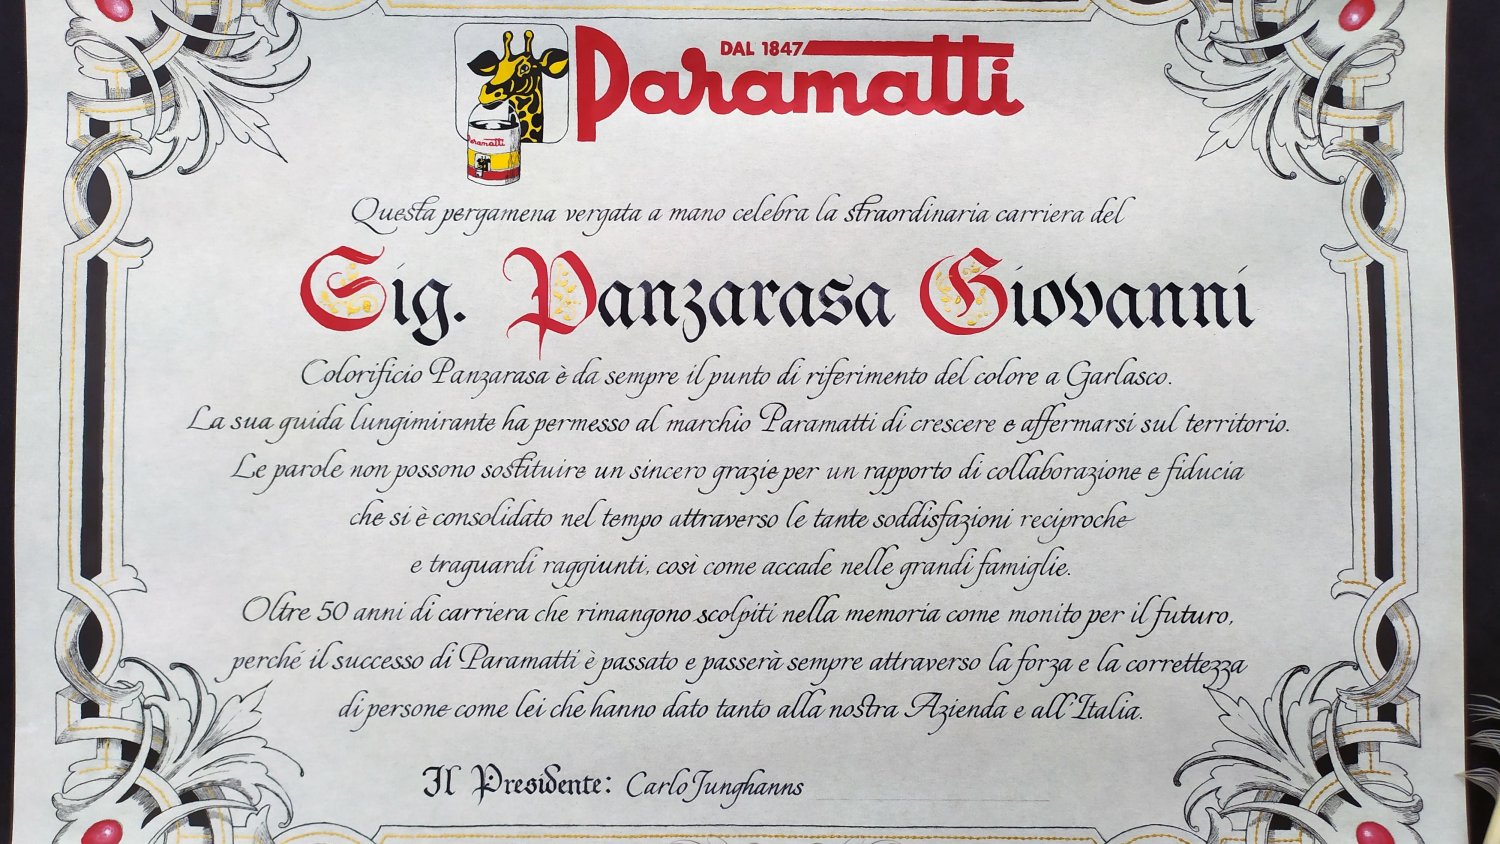 DAL 1847
Paramatti
Paramatti
Questa pergamena vergata a mano celebra la straordinaria carriera del
Sig. Panzarasa Giovanni
Colorificio Panzarasa è da sempre il punto di riferimento del colore a Garlasco.
La sua guida lungimirante ha permesso al marchio Paramatti di crescere e affermarsi sul territorio.
Le parole non possono sostituire un sincero grazie per un rapporto di collaborazione e fiducia
che si è consolidato nel tempo attraverso le tante soddisfazioni reciproche
e traguardi raggiunti, così come accade nelle grandi famiglie.
Oltre 50 anni di carriera che rimangono scolpiti nella memoria come monito per il futuro,
perché il successo di Paramatti è passato e passerà sempre attraverso la forza e la correttezza
di persone come lei che hanno dato tanto alla nostra Azienda e all'Italia.
Il Presidente: Carlo Junghanns